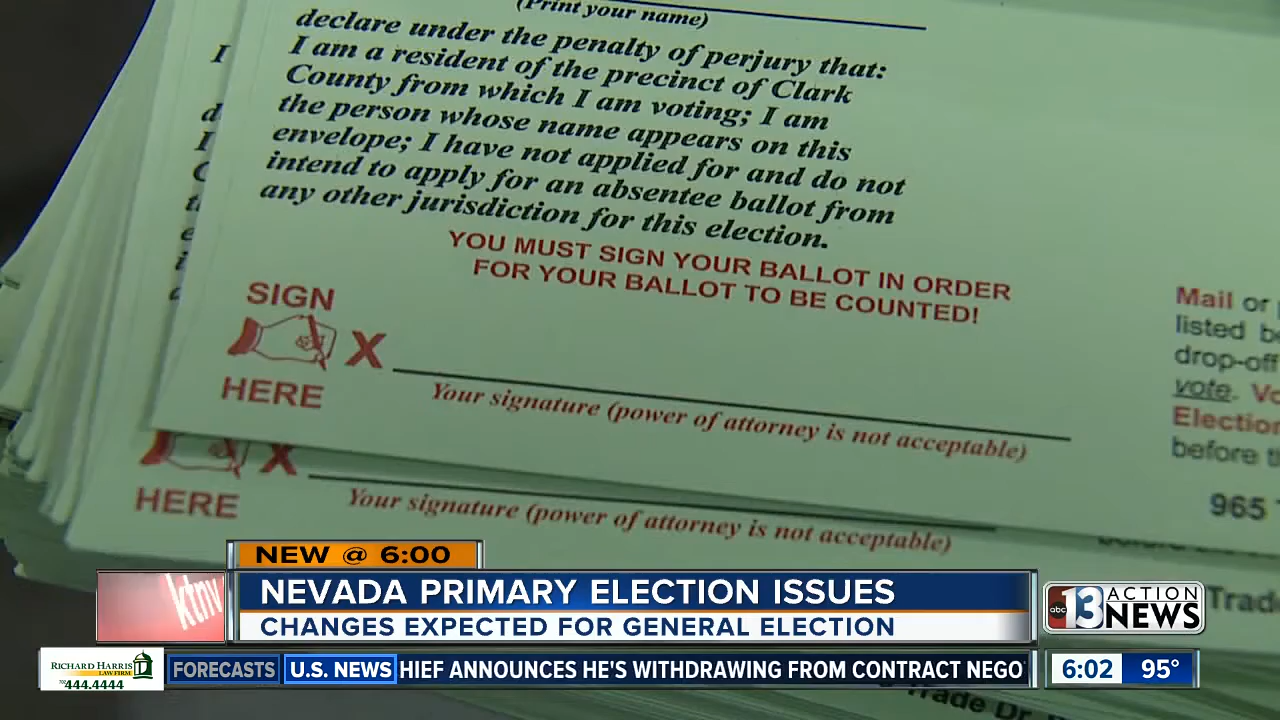 (Print your name)
declare under the penalty of perjury that:
I am a resident of the precinct of Clark
County from which I am voting; I am
the person whose name appears on this
envelope; I have not applied for and do not
intend to apply for an absentee ballot from
any other jurisdiction for this election.
YOU MUST SIGN YOUR BALLOT IN ORDER
FOR YOUR BALLOT TO BE COUNTED!
SIGN
X
HERE
Your signature (power of attorney is not acceptable)
Mail or
listed
drop-off
vote.
Election
before
965
X
HERE
Your signature (power of attorney is not acceptable)
Trade Dr.
NEW @ 6:00
ktnv
NEVADA PRIMARY ELECTION ISSUES
CHANGES EXPECTED FOR GENERAL ELECTION
abc 13 ACTION NEWS
RICHARD HARRIS
LAW FIRM
702 444.4444
FORECASTS
U.S. NEWS
HIEF ANNOUNCES HE'S WITHDRAWING FROM CONTRACT NEGO
6:02
95°